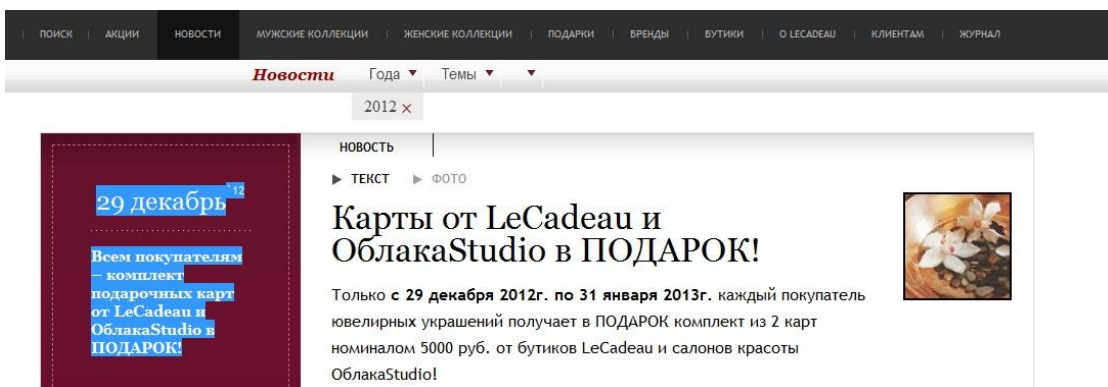 ПОИСК | АКЦИИ НОВОСТИ МУЖСКИЕ КОЛЛЕКЦИИ | ЖЕНСКИЕ КОЛЛЕКЦИИ | ПОДАРКИ | БРЕНДЫ | БУТИКИ | О LECADEAU | КЛИЕНТАМ | ЖУРНАЛ
Новости Года ▼ Темы ▼ ▼
2012 ×
29 декабрь `12
Всем покупателям
– комплект
подарочных карт
от LeCadeau и
ОблакаStudio в
ПОДАРОК!
НОВОСТЬ
ТЕКСТ ФОТО
Карты от LeCadeau и
ОблакаStudio в ПОДАРОК!
Только с 29 декабря 2012г. по 31 января 2013г. каждый покупатель
ювелирных украшений получает в ПОДАРОК комплект из 2 карт
номиналом 5000 руб. от бутиков LeCadeau и салонов красоты
ОблакаStudio!